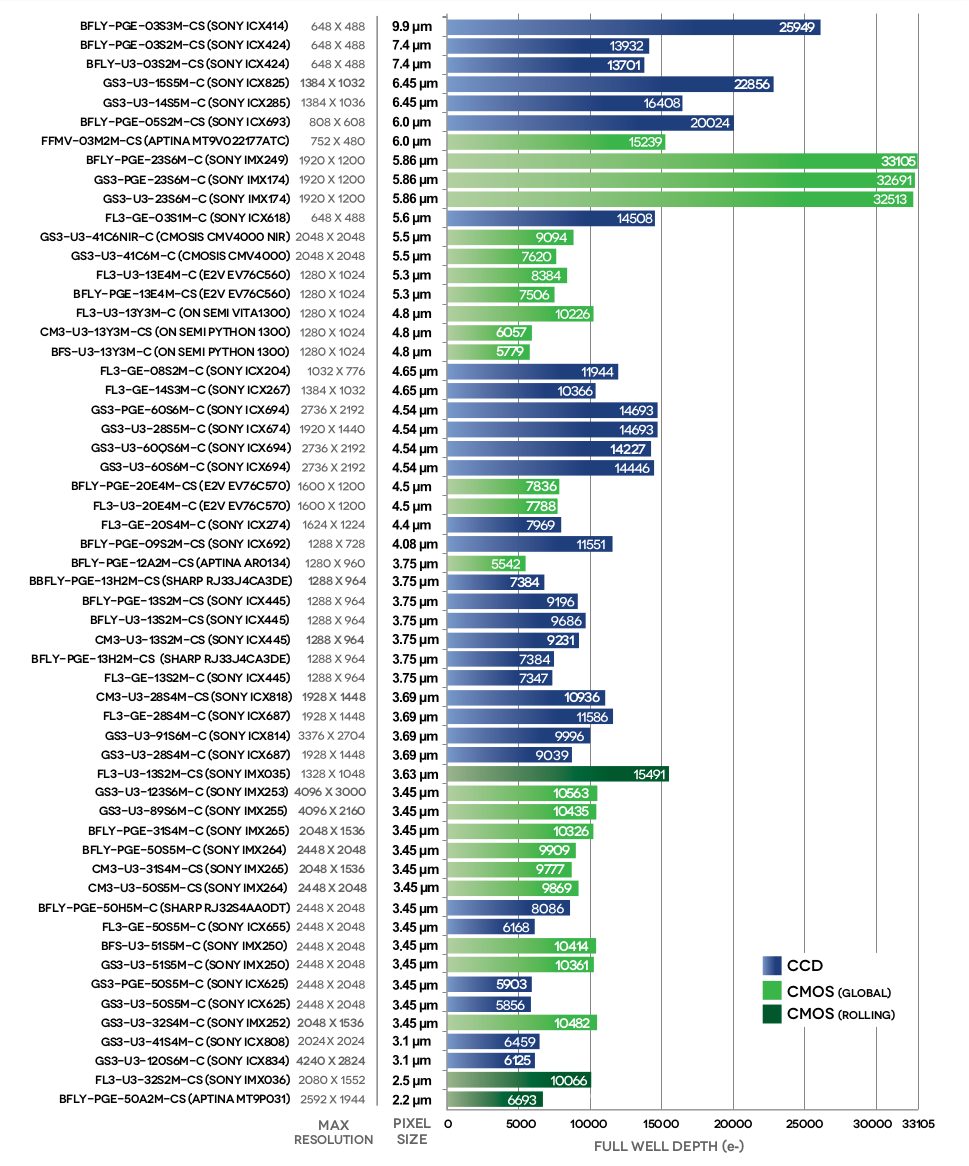 BFLY-PGE-03S3M-CS (SONY ICX414) 648 X 488 9.9 µm 25949
BFLY-PGE-03S2M-CS (SONY ICX424) 648 X 488 7.4 µm 13932
BFLY-U3-03S2M-CS (SONY ICX424) 648 X 488 7.4 µm 13701
GS3-U3-15S5M-C (SONY ICX825) 1384 X 1032 6.45 µm 22856
GS3-U3-14S5M-C (SONY ICX285) 1384 X 1036 6.45 µm 16408
BFLY-PGE-05S2M-CS (SONY ICX693) 808 X 608 6.0 µm 20024
FFMV-03M2M-CS (APTINA MT9V022177ATC) 752 X 480 6.0 µm 15239
BFLY-PGE-23S6M-C (SONY IMX249) 1920 X 1200 5.86 µm 33105
GS3-PGE-23S6M-C (SONY IMX174) 1920 X 1200 5.86 µm 32691
GS3-U3-23S6M-C (SONY IMX174) 1920 X 1200 5.86 µm 32513
FL3-GE-03S1M-C (SONY ICX618) 648 X 488 5.6 µm 14508
GS3-U3-41C6NIR-C (CMOSIS CMV4000 NIR) 2048 X 2048 5.5 µm 9094
GS3-U3-41C6M-C (CMOSIS CMV4000) 2048 X 2048 5.5 µm 7620
FL3-U3-13E4M-C (E2V EV76C560) 1280 X 1024 5.3 µm 8384
BFLY-PGE-13E4M-CS (E2V EV76C560) 1280 X 1024 5.3 µm 7506
FL3-U3-13Y3M-C (ON SEMI VITA1300) 1280 X 1024 4.8 µm 10226
CM3-U3-13Y3M-CS (ON SEMI PYTHON 1300) 1280 X 1024 4.8 µm 6057
BFS-U3-13Y3M-C (ON SEMI PYTHON 1300) 1280 X 1024 4.8 µm 5779
FL3-GE-08S2M-C (SONY ICX204) 1032 X 776 4.65 µm 11944
FL3-GE-14S3M-C (SONY ICX267) 1384 X 1032 4.65 µm 10366
GS3-PGE-60S6M-C (SONY ICX694) 2736 X 2192 4.54 µm 14693
GS3-U3-28S5M-C (SONY ICX674) 1920 X 1440 4.54 µm 14693
GS3-U3-60QS6M-C (SONY ICX694) 2736 X 2192 4.54 µm 14227
GS3-U3-60S6M-C (SONY ICX694) 2736 X 2192 4.54 µm 14446
BFLY-PGE-20E4M-CS (E2V EV76C570) 1600 X 1200 4.5 µm 7836
FL3-U3-20E4M-C (E2V EV76C570) 1600 X 1200 4.5 µm 7788
FL3-GE-20S4M-C (SONY ICX274) 1624 X 1224 4.4 µm 7969
BFLY-PGE-09S2M-CS (SONY ICX692) 1288 X 728 4.08 µm 11551
BFLY-PGE-12A2M-CS (APTINA AR0134) 1280 X 960 3.75 µm 5542
BBFLY-PGE-13H2M-CS (SHARP RJ33J4CA3DE) 1288 X 964 3.75 µm 7384
BFLY-PGE-13S2M-CS (SONY ICX445) 1288 X 964 3.75 µm 9196
BFLY-U3-13S2M-CS (SONY ICX445) 1288 X 964 3.75 µm 9686
CM3-U3-13S2M-CS (SONY ICX445) 1288 X 964 3.75 µm 9231
BFLY-PGE-13H2M-CS (SHARP RJ33J4CA3DE) 1288 X 964 3.75 µm 7384
FL3-GE-13S2M-C (SONY ICX445) 1288 X 964 3.75 µm 7347
CM3-U3-28S4M-CS (SONY ICX818) 1928 X 1448 3.69 µm 10936
FL3-GE-28S4M-C (SONY ICX687) 1928 X 1448 3.69 µm 11586
GS3-U3-91S6M-C (SONY ICX814) 3376 X 2704 3.69 µm 9996
GS3-U3-28S4M-C (SONY ICX687) 1928 X 1448 3.69 µm 9039
FL3-U3-13S2M-CS (SONY IMX035) 1328 X 1048 3.63 µm 15491
GS3-U3-123S6M-C (SONY IMX253) 4096 X 3000 3.45 µm 10563
GS3-U3-89S6M-C (SONY IMX255) 4096 X 2160 3.45 µm 10435
BFLY-PGE-31S4M-C (SONY IMX265) 2048 X 1536 3.45 µm 10326
BFLY-PGE-50S5M-C (SONY IMX264) 2448 X 2048 3.45 µm 9909
CM3-U3-31S4M-CS (SONY IMX265) 2048 X 1536 3.45 µm 9777
CM3-U3-50S5M-CS (SONY IMX264) 2448 X 2048 3.45 µm 9869
BFLY-PGE-50H5M-C (SHARP RJ32S4AA0DT) 2448 X 2048 3.45 µm 8086
FL3-GE-50S5M-C (SONY ICX655) 2448 X 2048 3.45 µm 6168
BFS-U3-51S5M-C (SONY IMX250) 2448 X 2048 3.45 µm 10414
GS3-U3-51S5M-C (SONY IMX250) 2448 X 2048 3.45 µm 10361
GS3-PGE-50S5M-C (SONY ICX625) 2448 X 2048 3.45 µm 5903
GS3-U3-50S5M-C (SONY ICX625) 2448 X 2048 3.45 µm 5856
GS3-U3-32S4M-C (SONY IMX252) 2048 X 1536 3.45 µm 10482
GS3-U3-41S4M-C (SONY ICX808) 2024 X 2024 3.1 µm 6459
GS3-U3-120S6M-C (SONY ICX834) 4240 X 2824 3.1 µm 6125
FL3-U3-32S2M-CS (SONY IMX036) 2080 X 1552 2.5 µm 10066
BFLY-PGE-50A2M-CS (APTINA MT9P031) 2592 X 1944 2.2 µm 6693
CCD
CMOS (GLOBAL)
CMOS (ROLLING)
MAX RESOLUTION
PIXEL SIZE
0 5000 10000 15000 20000 25000 30000 33105
FULL WELL DEPTH (e-)